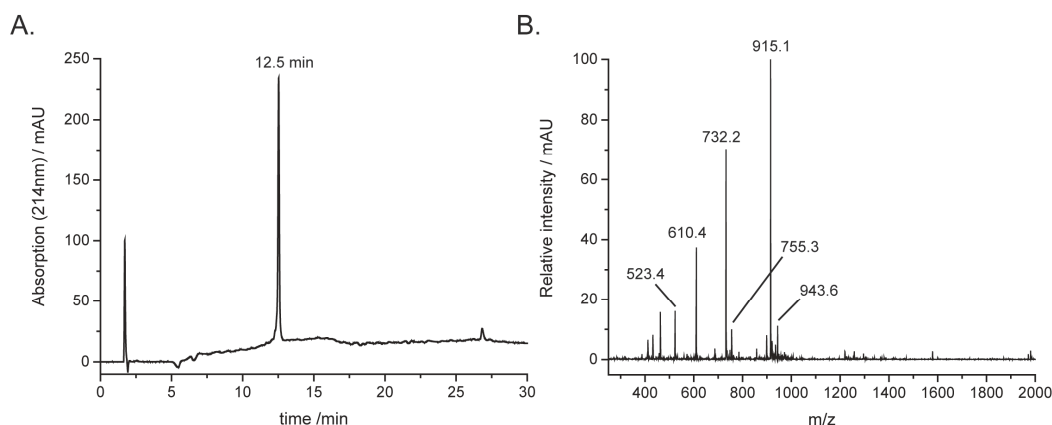 A.
12.5 min
250
200
150
100
50
0
Absorption (214nm) / mAU
0 5 10 15 20 25 30
time /min
B.
915.1
732.2
610.4
755.3
523.4
943.6
100
80
60
40
20
0
Relative intensity / mAU
400 600 800 1000 1200 1400 1600 1800 2000
m/z